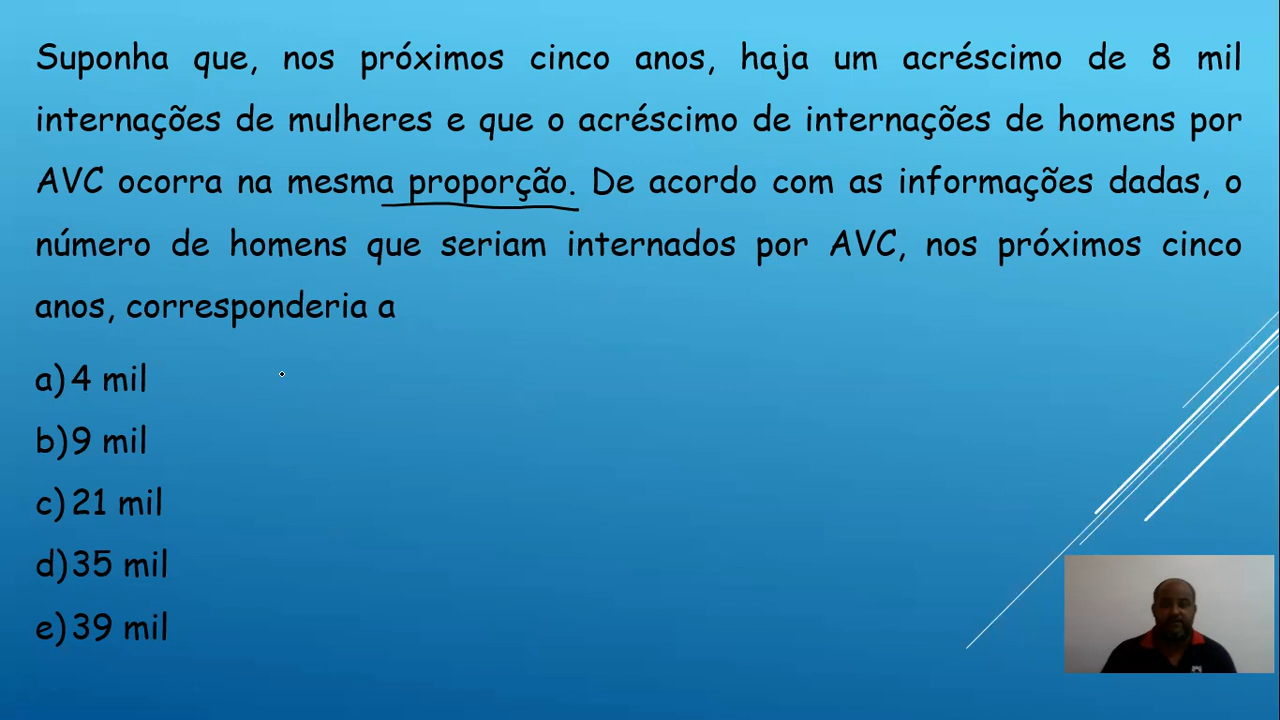 Suponha que, nos próximos cinco anos, haja um acréscimo de 8 mil
internações de mulheres e que o acréscimo de internações de homens por
AVC ocorra na mesma proporção. De acordo com as informações dadas, o
número de homens que seriam internados por AVC, nos próximos cinco
anos, corresponderia a
a) 4 mil
b) 9 mil
c) 21 mil
d) 35 mil
e) 39 mil